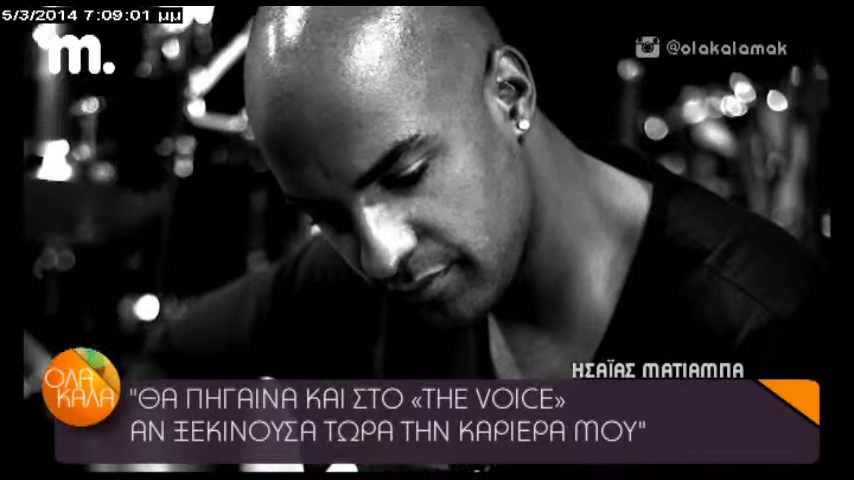 5/3/2014 7:09:01 μμ
m.
@olakalamak
ΗΣΑΪΑΣ ΜΑΤΙΑΜΠΑ
ΟΛΑ
ΚΑΛΑ
"ΘΑ ΠΗΓΑΙΝΑ ΚΑΙ ΣΤΟ «THE VOICE»
ΑΝ ΞΕΚΙΝΟΥΣΑ ΤΩΡΑ ΤΗΝ ΚΑΡΙΕΡΑ ΜΟΥ"